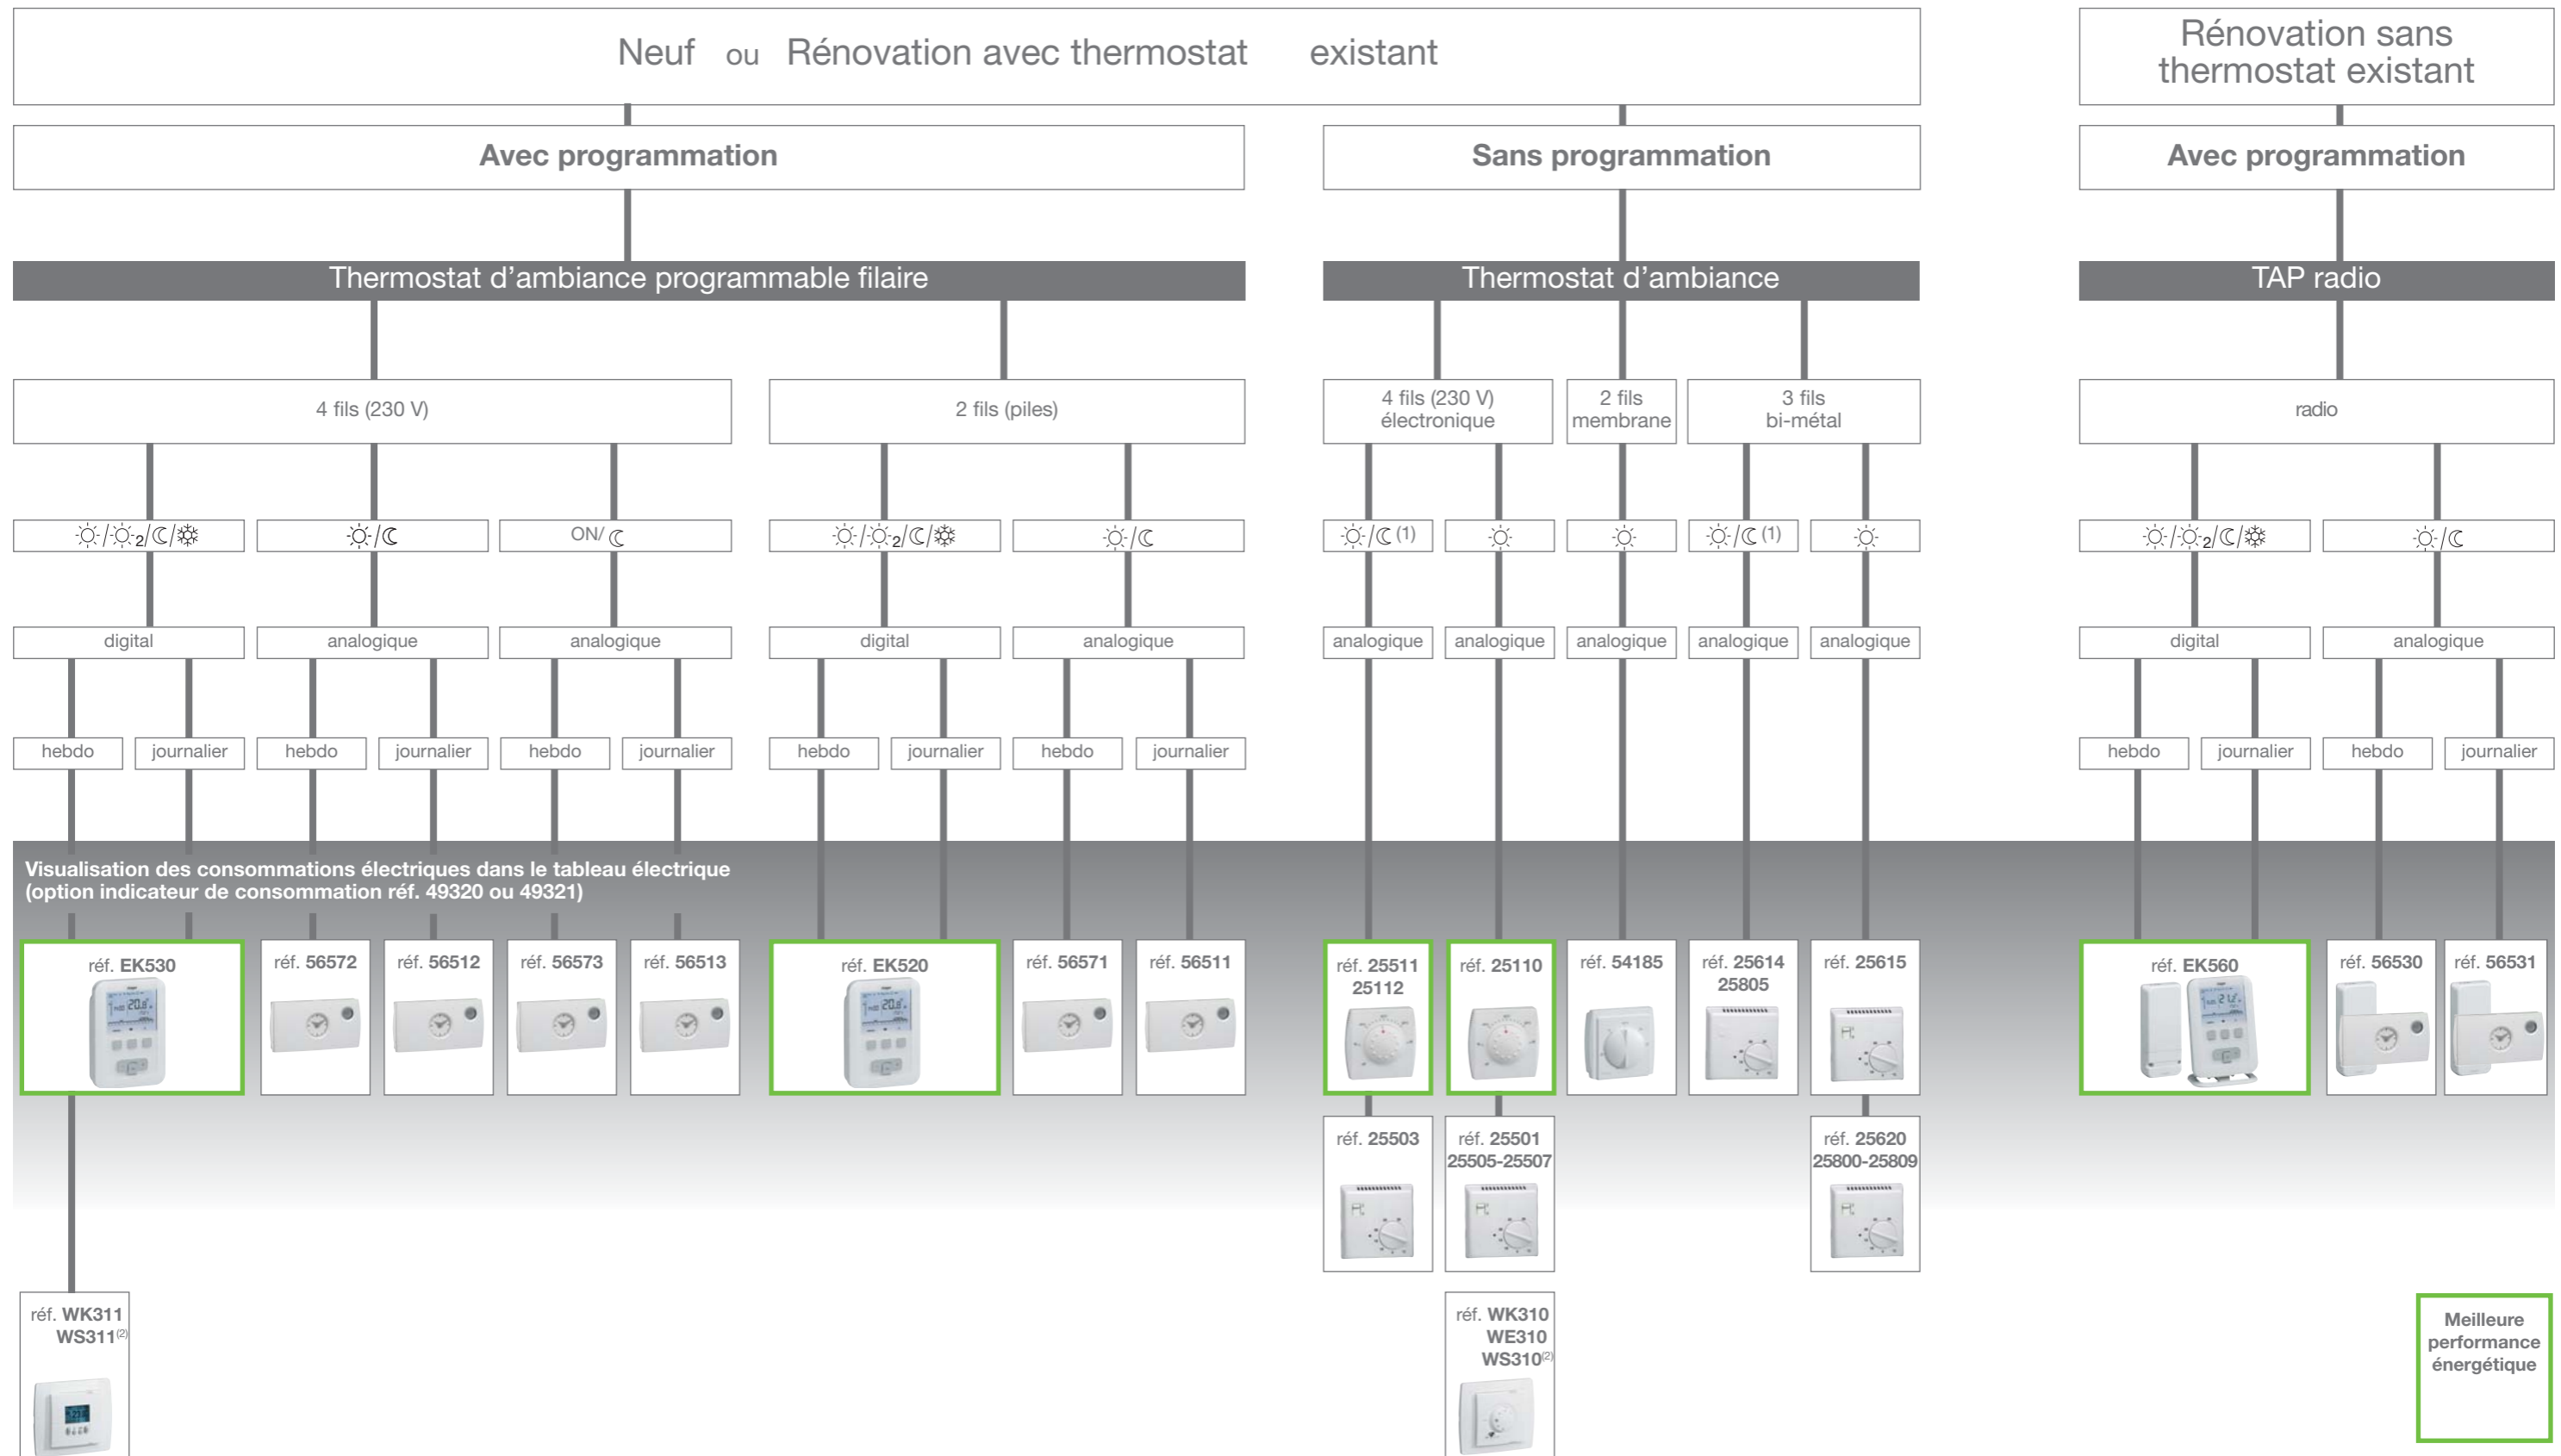 Neuf ou Rénovation avec thermostat existant
Rénovation sans
thermostat existant
Avec programmation
Sans programmation
Avec programmation
Thermostat d’ambiance programmable filaire
Thermostat d’ambiance
TAP radio
4 fils (230 V)
2 fils (piles)
4 fils (230 V)
électronique
2 fils
membrane
3 fils
bi-métal
radio
/ 2/ /
/
ON/
/ 2/ /
/
/ (1)
/ (1)
/ 2/ /
/
digital
analogique
analogique
digital
analogique
analogique
analogique
analogique
analogique
analogique
digital
analogique
hebdo
journalier
hebdo
journalier
hebdo
journalier
hebdo
journalier
hebdo
journalier
hebdo
journalier
hebdo
journalier
Visualisation des consommations électriques dans le tableau électrique
(option indicateur de consommation réf. 49320 ou 49321)
réf. EK530
réf. 56572
réf. 56512
réf. 56573
réf. 56513
réf. EK520
réf. 56571
réf. 56511
réf. 25511
25112
réf. 25110
réf. 54185
réf. 25614
25805
réf. 25615
réf. EK560
réf. 56530
réf. 56531
réf. 25503
réf. 25501
25505-25507
réf. 25620
25800-25809
réf. WK311
WS311(2)
réf. WK310
WE310
WS310(2)
Meilleure
performance
énergétique